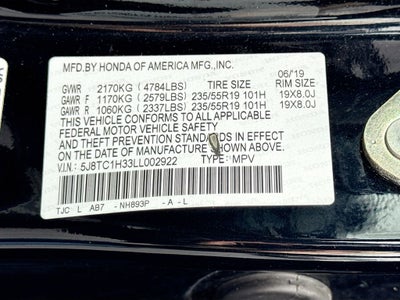 MFD.BY HONDA OF AMERICA MFG.,INC. 06/19
GVWR 2170KG (4784LBS) TIRE SIZE RIM SIZE
GAWR F 1170KG (2579LBS) 235/55R19 101H 19X8.0J
GAWR R 1060KG (2337LBS) 235/55R19 101H 19X8.0J
THIS VEHICLE CONFORMS TO ALL APPLICABLE
FEDERAL MOTOR VEHICLE SAFETY
AND THEFT PREVENTION STANDARDS IN EFFECT
ON THE DATE OF MANUFACTURE SHOWN ABOVE.
V.I.N.: 5J8TC1H33LL002922 TYPE: MPV
TJC L AB7 - NH893P - A - L